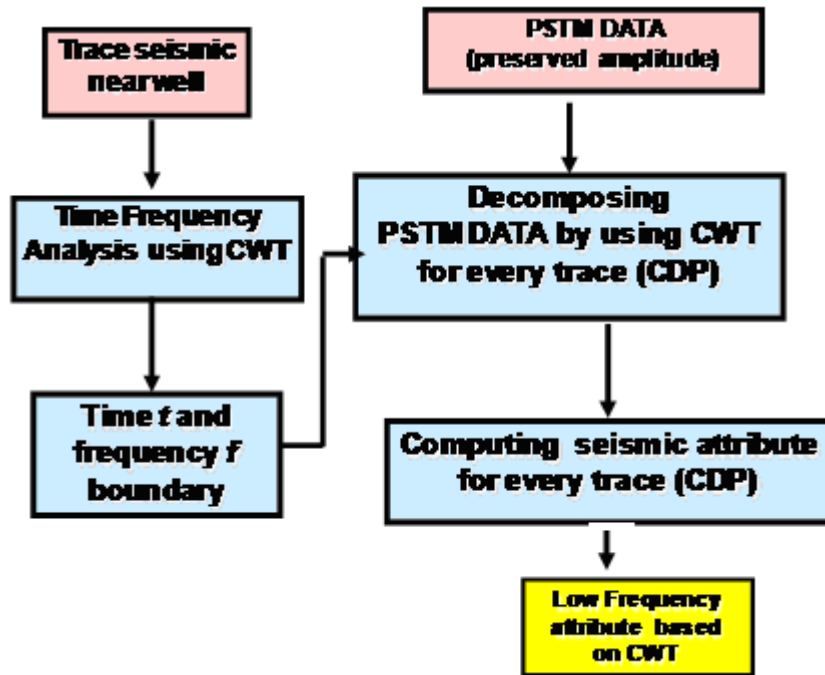 Trace seismic
near well
PSTM DATA
(preserved amplitude)
Time Frequency
Analysis using CWT
Decomposing
PSTM DATA by using CWT
for every trace (CDP)
Time t and
frequency f
boundary
Computing seismic attribute
for every trace (CDP)
Low Frequency
attribute based
on CWT